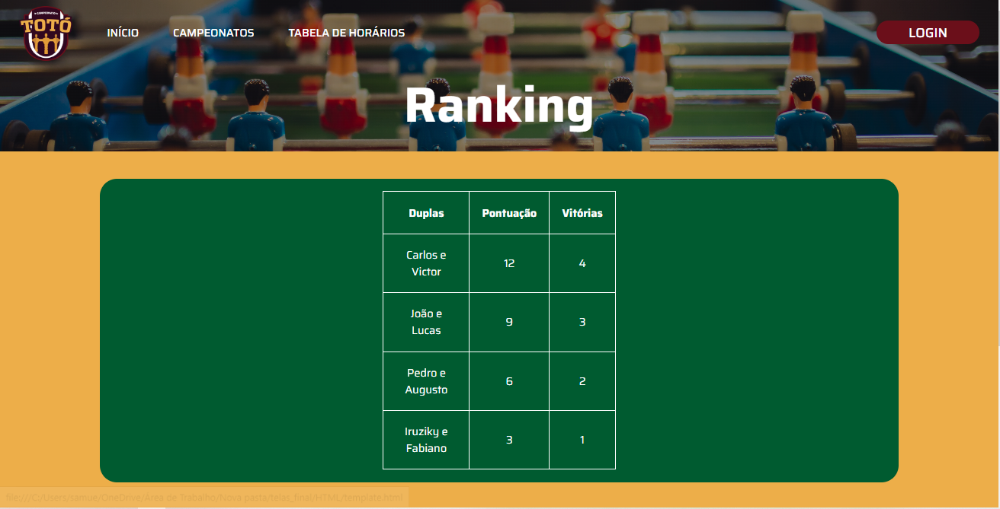 CAMPEONATO
TOTÓ
INÍCIO
CAMPEONATOS
TABELA DE HORÁRIOS
LOGIN
Ranking
Duplas Pontuação Vitórias
Carlos e
Victor
12 4
João e
Lucas
9 3
Pedro e
Augusto
6 2
Iruziky e
Fabiano
3 1
file:///C:/Users/samue/OneDrive/Área de Trabalho/Nova pasta/telas_final/HTML/template.html